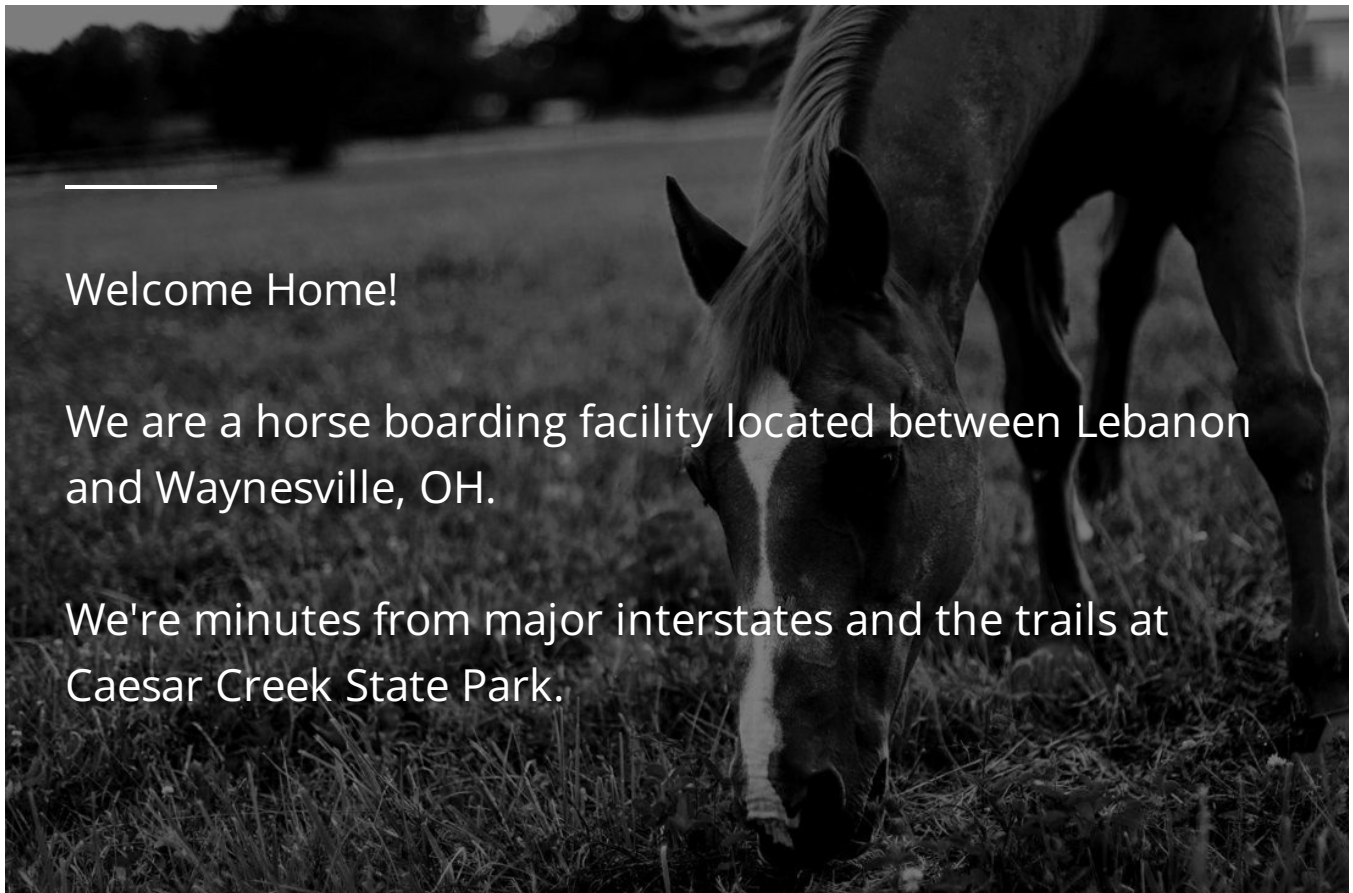 Welcome Home!
We are a horse boarding facility located between Lebanon
and Waynesville, OH.
We're minutes from major interstates and the trails at
Caesar Creek State Park.